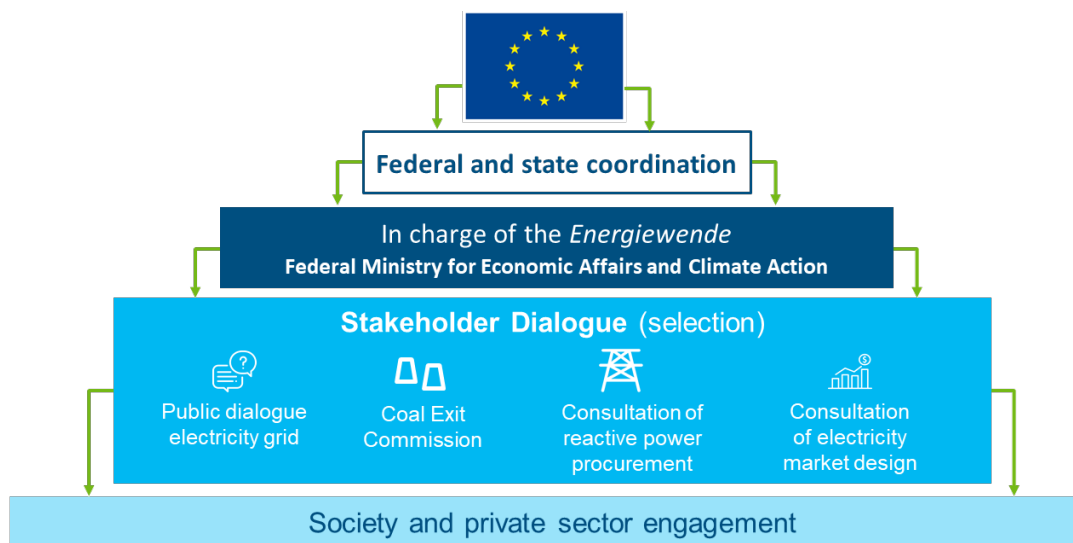 Federal and state coordination
In charge of the Energiewende
Federal Ministry for Economic Affairs and Climate Action
Stakeholder Dialogue (selection)
Public dialogue
electricity grid
Coal Exit
Commission
Consultation of
reactive power
procurement
Consultation
of electricity
market design
Society and private sector engagement